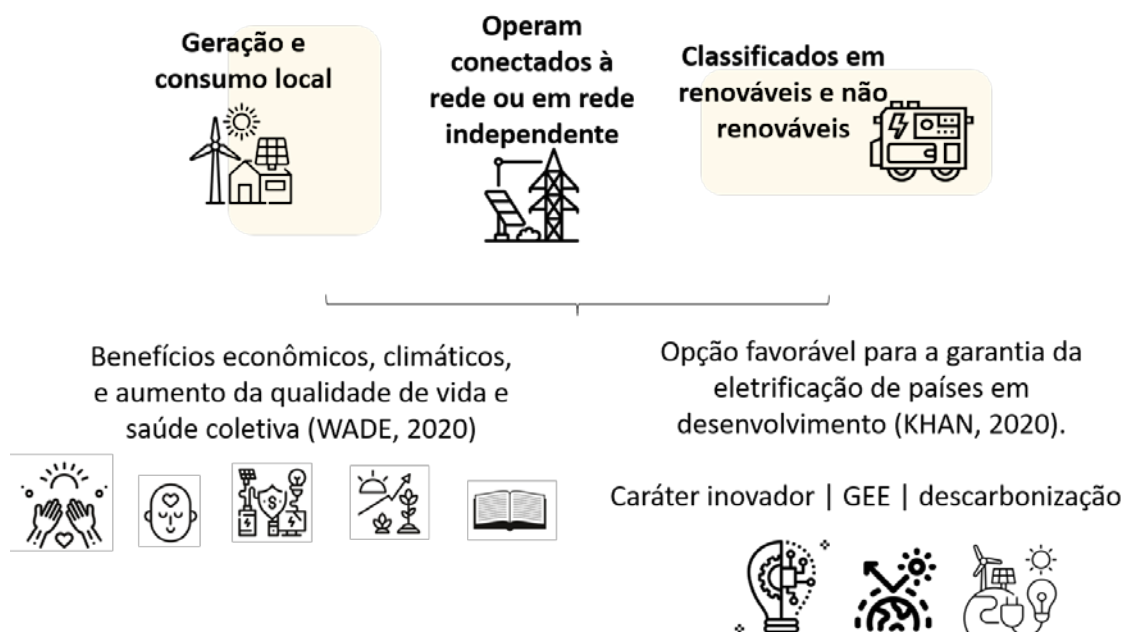 Geração e
consumo local
Operam
conectados à
rede ou em rede
independente
Classificados em
renováveis e não
renováveis
Benefícios econômicos, climáticos,
e aumento da qualidade de vida e
saúde coletiva (WADE, 2020)
Opção favorável para a garantia da
eletrificação de países em
desenvolvimento (KHAN, 2020).
Caráter inovador | GEE | descarbonização